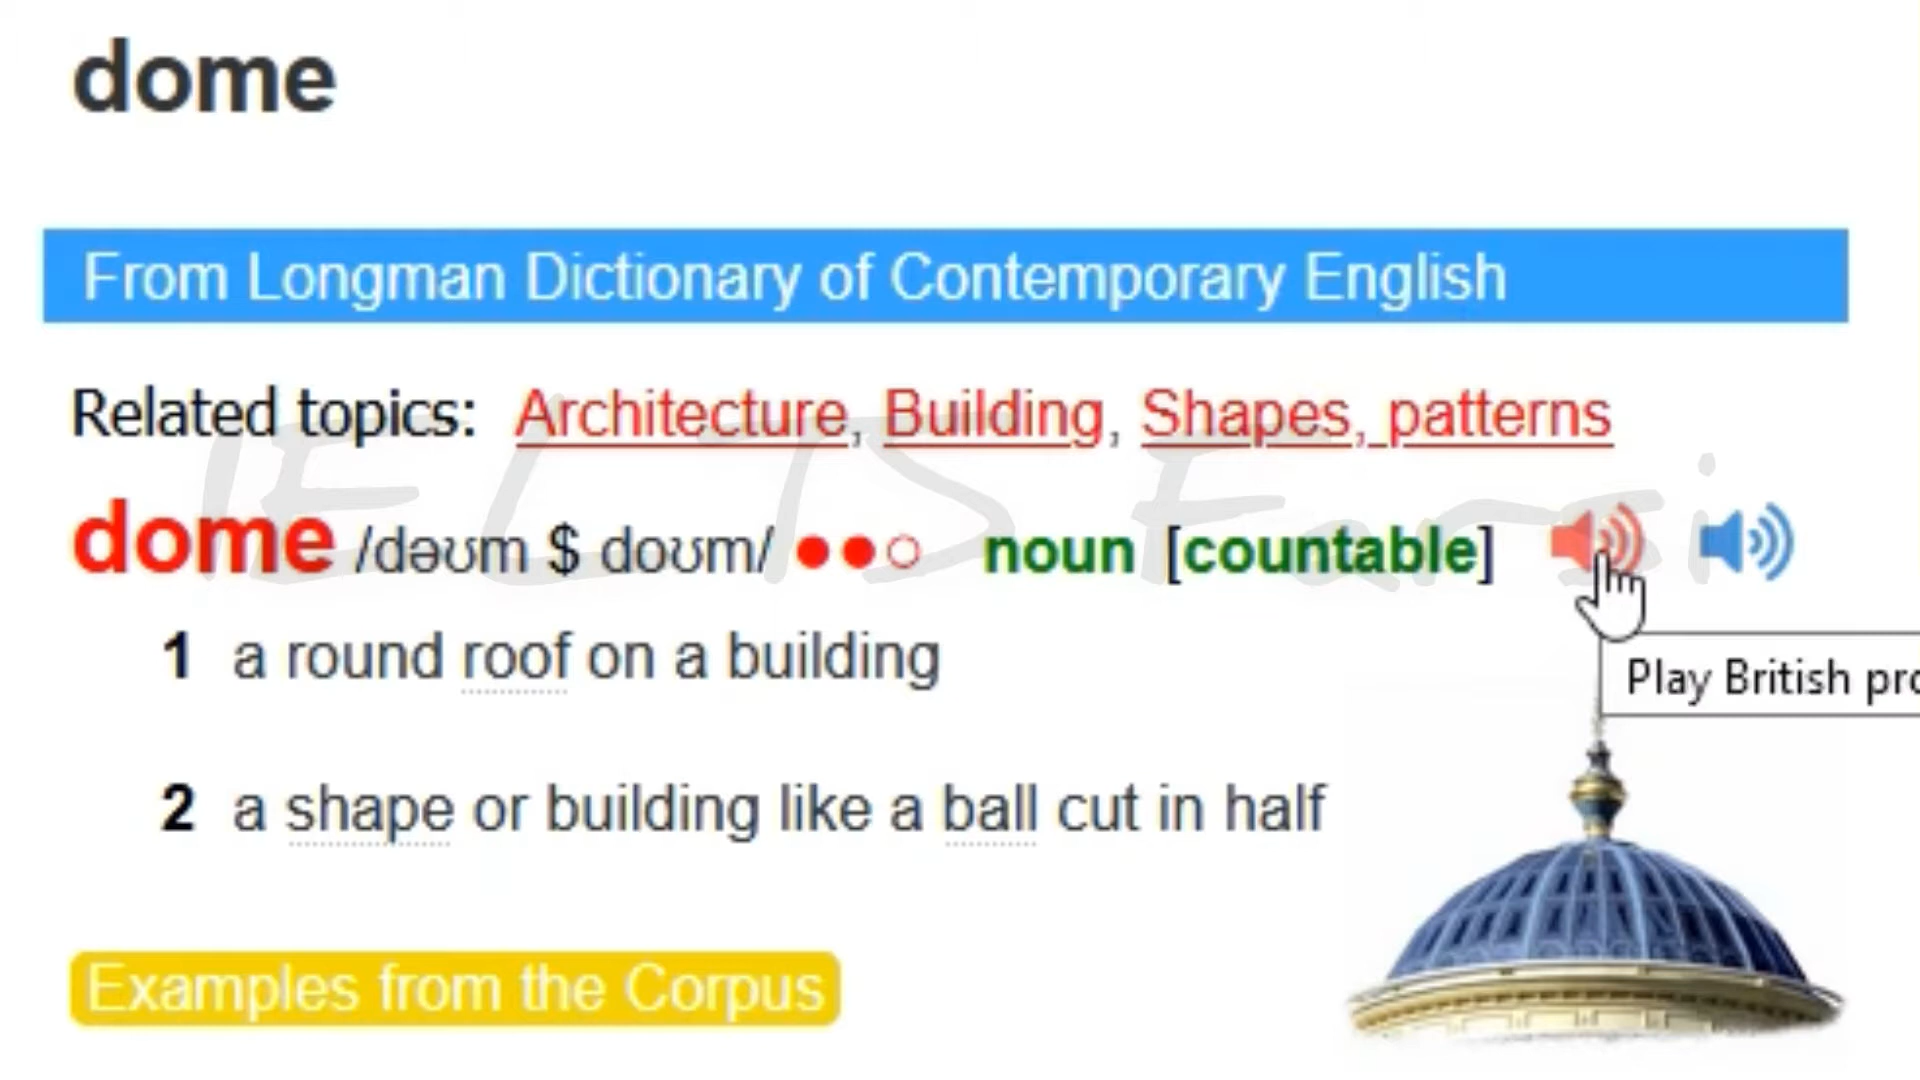 dome
From Longman Dictionary of Contemporary English
Related topics: Architecture, Building, Shapes, patterns
dome /dəʊm $ doʊm/ ●●○ noun [countable]
IELTS Farsi
1 a round roof on a building
Play British pro
2 a shape or building like a ball cut in half
Examples from the Corpus